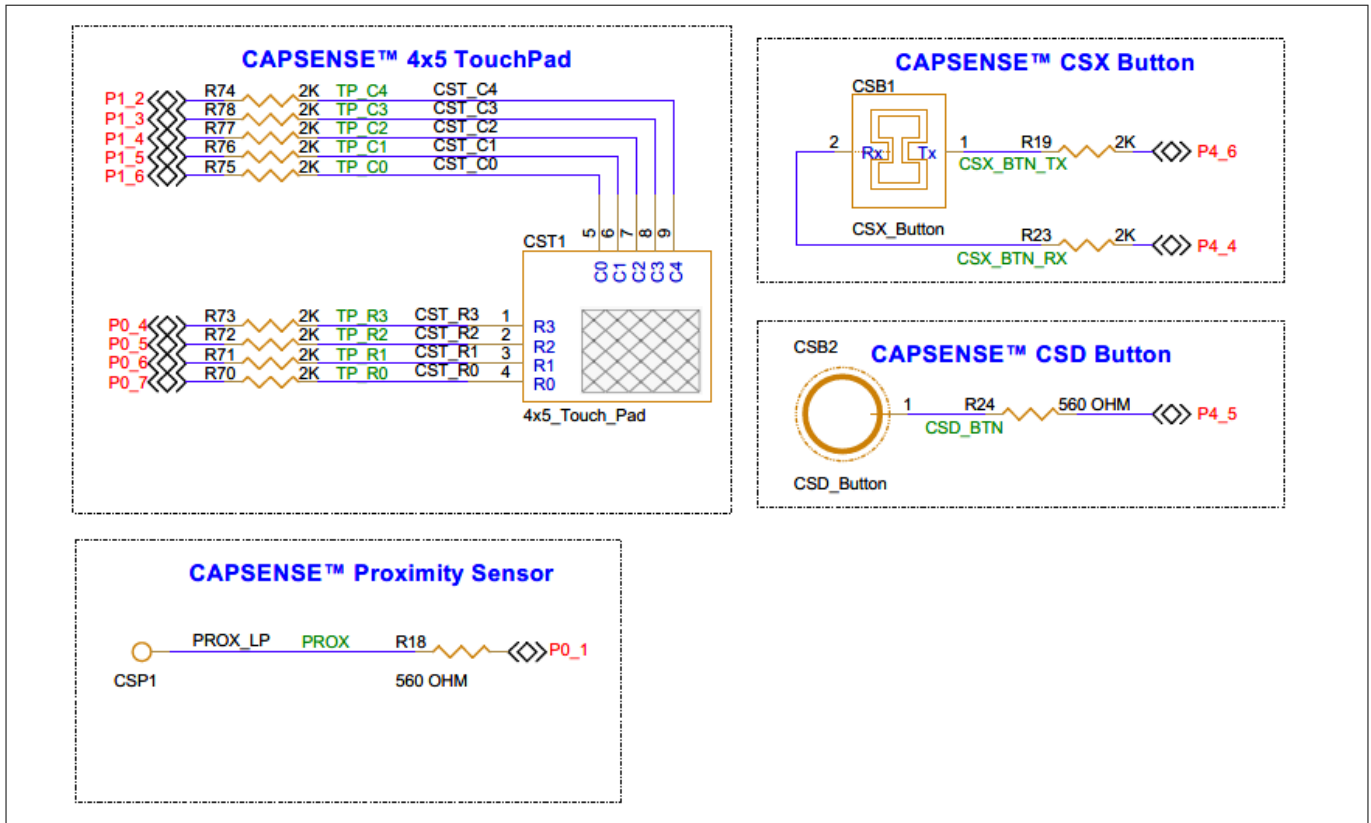 CAPSENSE™ 4x5 TouchPad
P1_2 R74 2K TP_C4 CST_C4
P1_3 R78 2K TP_C3 CST_C3
P1_4 R77 2K TP_C2 CST_C2
P1_5 R76 2K TP_C1 CST_C1
P1_6 R75 2K TP_C0 CST_C0
5 6 7 8 9
CST1
C0 C1 C2 C3 C4
P0_4 R73 2K TP_R3 CST_R3 1 R3
P0_5 R72 2K TP_R2 CST_R2 2 R2
P0_6 R71 2K TP_R1 CST_R1 3 R1
P0_7 R70 2K TP_R0 CST_R0 4 R0
4x5_Touch_Pad
CAPSENSE™ CSX Button
CSB1
2 Rx Tx 1 R19 2K P4_6
CSX_BTN_TX
CSX_Button R23 2K P4_4
CSX_BTN_RX
CSB2 CAPSENSE™ CSD Button
1 R24 560 OHM P4_5
CSD_BTN
CSD_Button
CAPSENSE™ Proximity Sensor
PROX_LP PROX R18 P0_1
CSP1 560 OHM